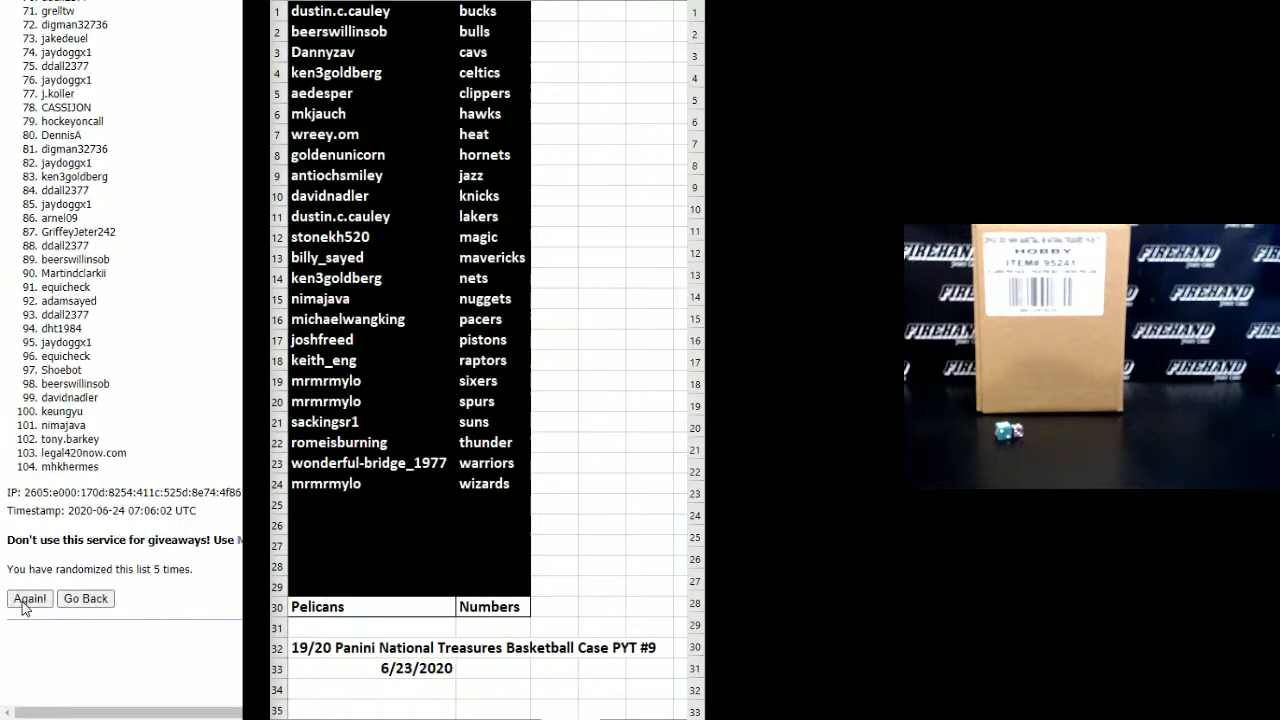 71. grelltw
72. digman32736
73. jakedeuel
74. jaydoggx1
75. ddall2377
76. jaydoggx1
77. j.koller
78. CASSIJON
79. hockeyoncall
80. DennisA
81. digman32736
82. jaydoggx1
83. ken3goldberg
84. ddall2377
85. jaydoggx1
86. arnel09
87. GriffeyJeter242
88. ddall2377
89. beerswillinsob
90. Martindclarkii
91. equicheck
92. adamsayed
93. ddall2377
94. dht1984
95. jaydoggx1
96. equicheck
97. Shoebot
98. beerswillinsob
99. davidnadler
100. keungyu
101. nimajava
102. tony.barkey
103. legal420now.com
104. mhkhermes
IP: 2605:e000:170d:8254:411c:525d:8e74:4f86
Timestamp: 2020-06-24 07:06:02 UTC
Don't use this service for giveaways! Use
You have randomized this list 5 times.
Again! Go Back
1 dustin.c.cauley bucks 1
2 beerswillinsob bulls 2
3 Dannyzav cavs 3
4 ken3goldberg celtics 4
5 aedesper clippers 5
6 mkjauch hawks 6
7 wreey.om heat 7
8 goldenunicorn hornets 7
9 antiochsmiley jazz 8
10 davidnadler knicks 9
11 dustin.c.cauley lakers 10
12 stonekh520 magic 11
13 billy_sayed mavericks 12
14 ken3goldberg nets 13
15 nimajava nuggets 14
16 michaelwangking pacers 15
17 joshfreed pistons 16
18 keith_eng raptors 17
19 mrmrmylo sixers 18
20 mrmrmylo spurs 19
21 sackingsr1 suns 20
22 romeisburning thunder 21
23 wonderful-bridge_1977 warriors 22
24 mrmrmylo wizards 23
25 24
26 25
27 26
28 27
29
30 Pelicans Numbers 28
31 29
32 19/20 Panini National Treasures Basketball Case PYT #9 30
33 6/23/2020 31
34 32
35 33
HOBBY
ITEM# 95241
FIREHAND
FIREHAND
FIREHAND
FIREHAND
FIREHAND